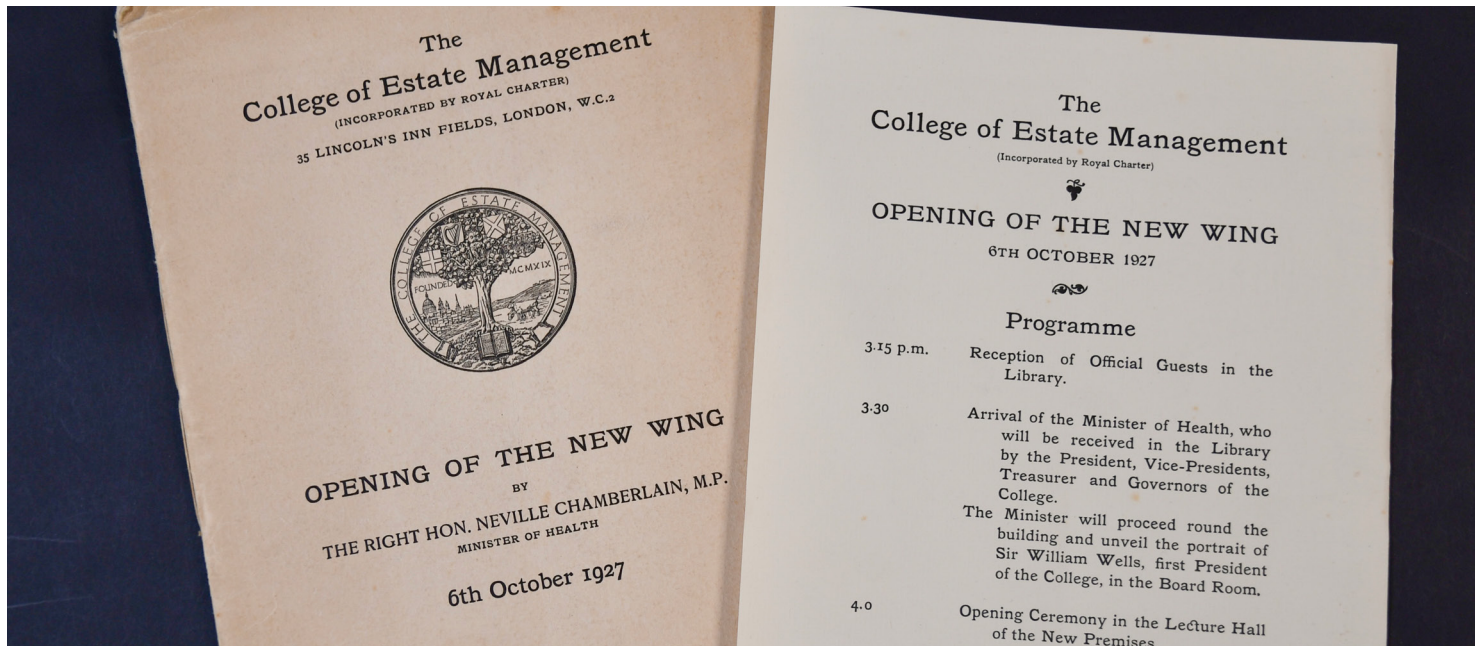 The
College of Estate Management
(INCORPORATED BY ROYAL CHARTER)
35 LINCOLN'S INN FIELDS, LONDON, W.C.2
THE COLLEGE OF ESTATE MANAGEMENT
FOUNDED MCMXIX
OPENING OF THE NEW WING
BY
THE RIGHT HON. NEVILLE CHAMBERLAIN, M.P.
MINISTER OF HEALTH
6th October 1927
The
College of Estate Management
(Incorporated by Royal Charter)
OPENING OF THE NEW WING
6TH OCTOBER 1927
Programme
3.15 p.m. Reception of Official Guests in the
Library.
3.30 Arrival of the Minister of Health, who
will be received in the Library
by the President, Vice-Presidents,
Treasurer and Governors of the
College.
The Minister will proceed round the
building and unveil the portrait of
Sir William Wells, first President
of the College, in the Board Room.
4.0 Opening Ceremony in the Lecture Hall
of the New Premises